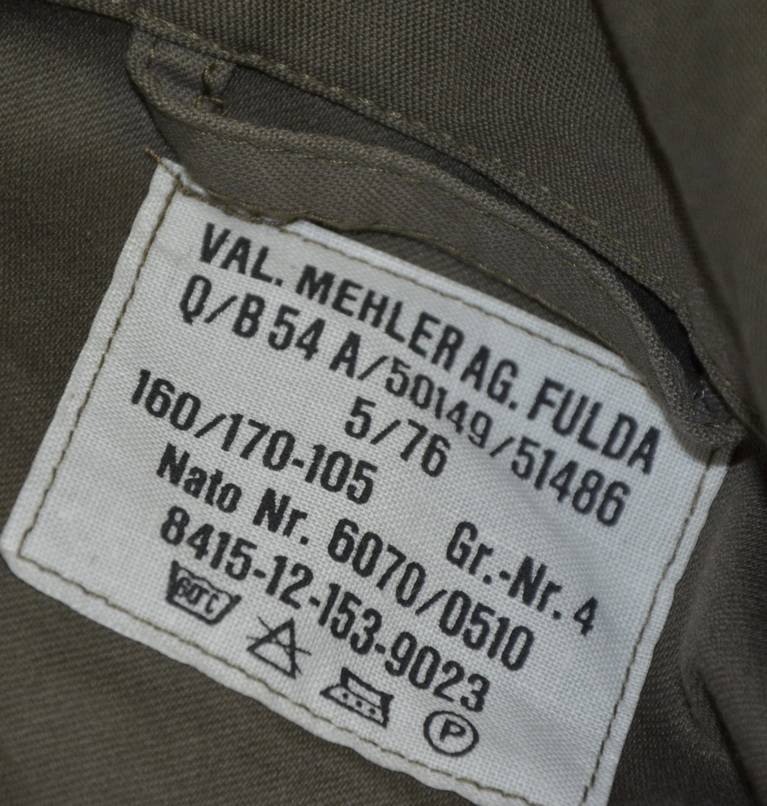 VAL. MEHLER AG. FULDA
Q/B 54 A/50149/51486
5/76
160/170-105 Gr.-Nr. 4
Nato Nr. 6070/0510
8415-12-153-9023
60°C
P